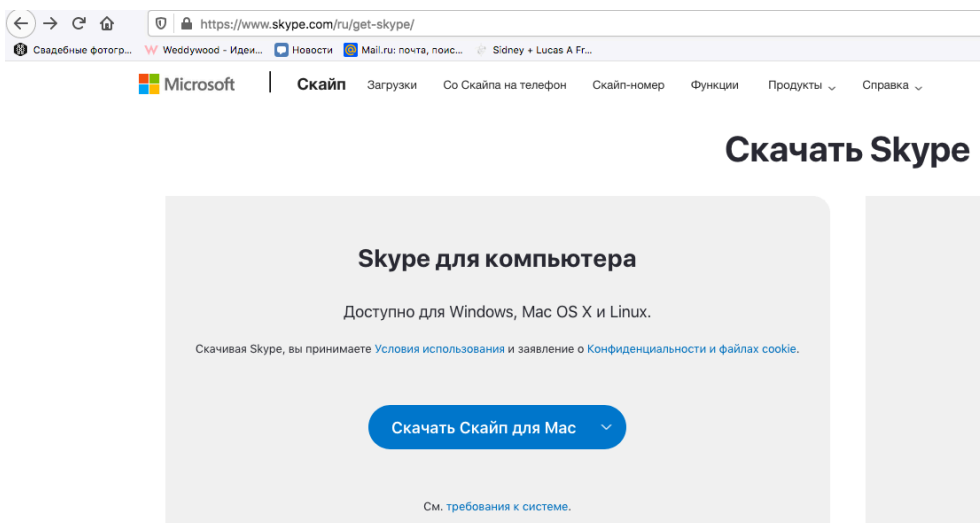 https://www.skype.com/ru/get-skype/
Свадебные фотогр... Weddywood - Идеи... Новости Mail.ru: почта, поис... Sidney + Lucas A Fr...
Microsoft Скайп Загрузки Со Скайпа на телефон Скайп-номер Функции Продукты Справка
Скачать Skype
Skype для компьютера
Доступно для Windows, Mac OS X и Linux.
Скачивая Skype, вы принимаете Условия использования и заявление о Конфиденциальности и файлах cookie.
Скачать Скайп для Mac
См. требования к системе.